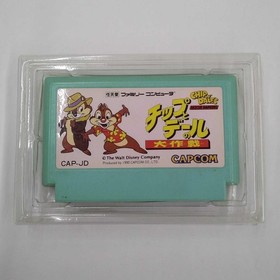 任天堂 ファミリー コンピュータ
CHIP 'N DALE
チップとデールの
大作戦
© The Walt Disney Company
CAP-JD
CAPCOM